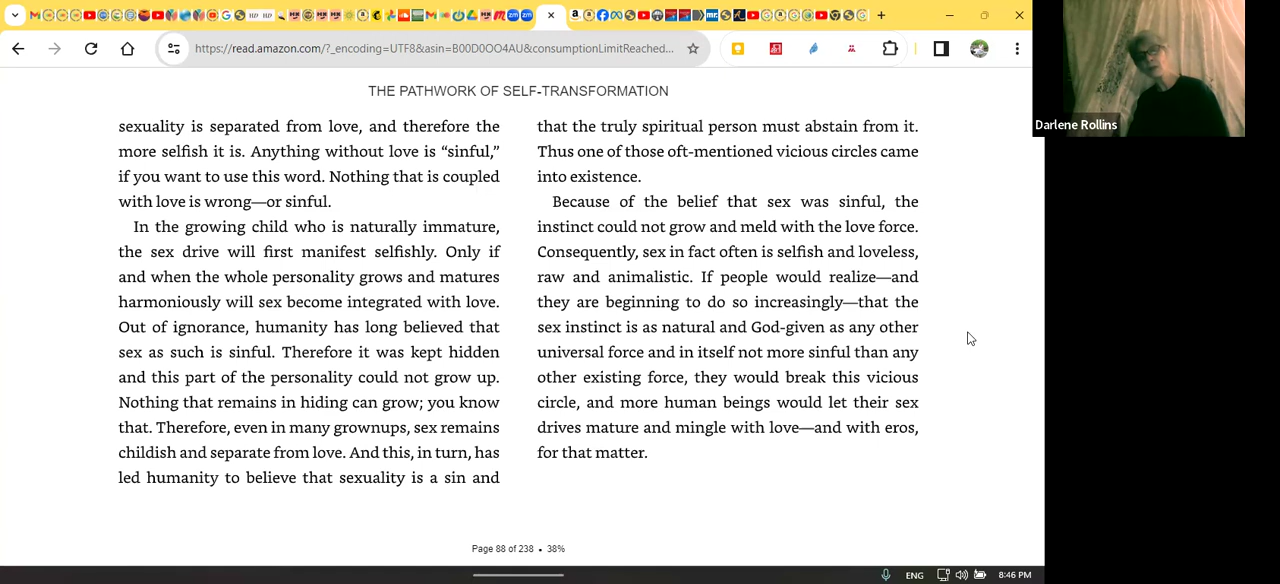 https://read.amazon.com/?_encoding=UTF8&asin=B00D0OO4AU&consumptionLimitReached...
Darlene Rollins
THE PATHWORK OF SELF-TRANSFORMATION
sexuality is separated from love, and therefore the
more selfish it is. Anything without love is “sinful,”
if you want to use this word. Nothing that is coupled
with love is wrong—or sinful.
In the growing child who is naturally immature,
the sex drive will first manifest selfishly. Only if
and when the whole personality grows and matures
harmoniously will sex become integrated with love.
Out of ignorance, humanity has long believed that
sex as such is sinful. Therefore it was kept hidden
and this part of the personality could not grow up.
Nothing that remains in hiding can grow; you know
that. Therefore, even in many grownups, sex remains
childish and separate from love. And this, in turn, has
led humanity to believe that sexuality is a sin and
that the truly spiritual person must abstain from it.
Thus one of those oft-mentioned vicious circles came
into existence.
Because of the belief that sex was sinful, the
instinct could not grow and meld with the love force.
Consequently, sex in fact often is selfish and loveless,
raw and animalistic. If people would realize—and
they are beginning to do so increasingly—that the
sex instinct is as natural and God-given as any other
universal force and in itself not more sinful than any
other existing force, they would break this vicious
circle, and more human beings would let their sex
drives mature and mingle with love—and with eros,
for that matter.
Page 88 of 238 • 38%
ENG
8:46 PM